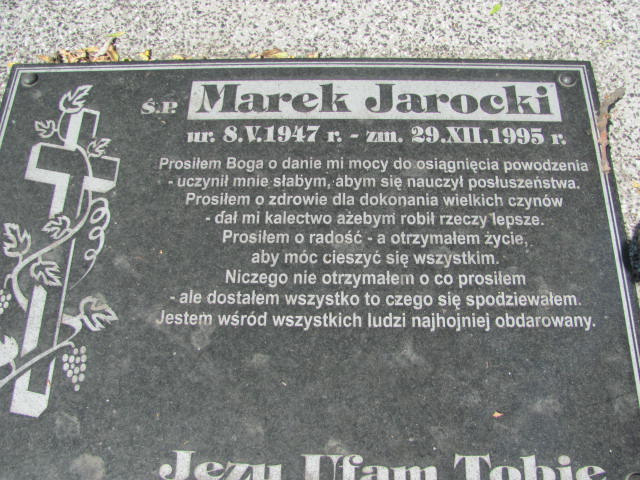 Ś.P. Marek Jarocki
ur. 8.V.1947 r. - zm. 29.XII.1995 r.
Prosiłem Boga o danie mi mocy do osiągnięcia powodzenia
- uczynił mnie słabym, abym się nauczył posłuszeństwa.
Prosiłem o zdrowie dla dokonania wielkich czynów
- dał mi kalectwo ażebym robił rzeczy lepsze.
Prosiłem o radość - a otrzymałem życie,
aby móc cieszyć się wszystkim.
Niczego nie otrzymałem o co prosiłem
- ale dostałem wszystko to czego się spodziewałem.
Jestem wśród wszystkich ludzi najhojniej obdarowany.
Jezu Ufam Tobie